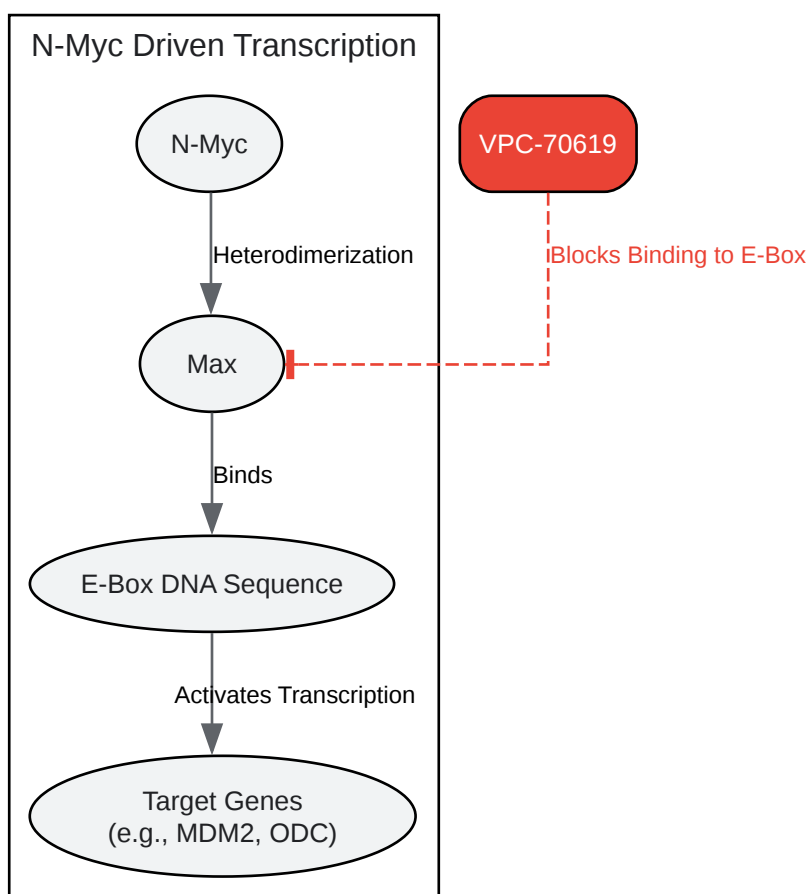 N-Myc Driven Transcription
N-Myc
VPC-70619
Heterodimerization
Blocks Binding to E-Box
Max
Binds
E-Box DNA Sequence
Activates Transcription
Target Genes
(e.g., MDM2, ODC)